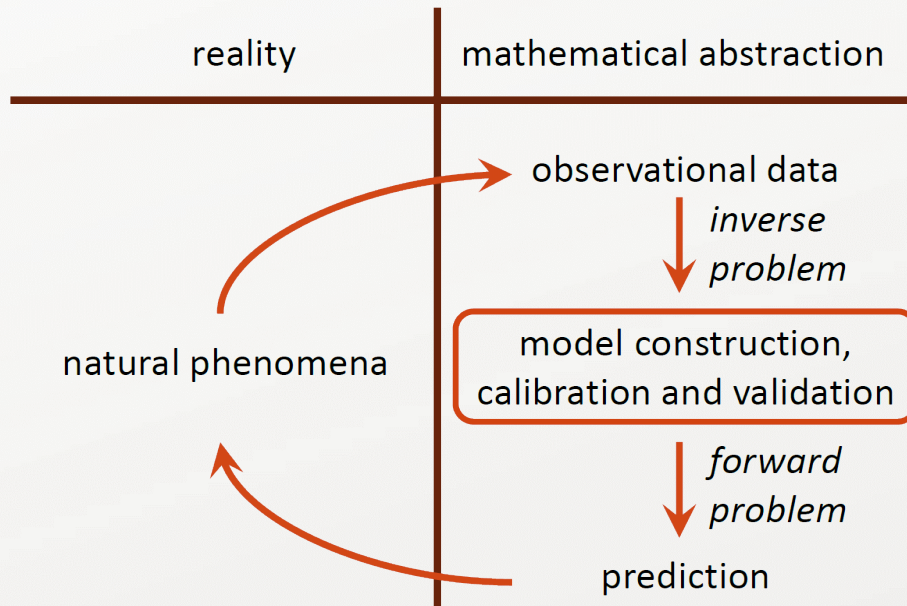 reality
mathematical abstraction
observational data
inverse
problem
natural phenomena
model construction,
calibration and validation
forward
problem
prediction